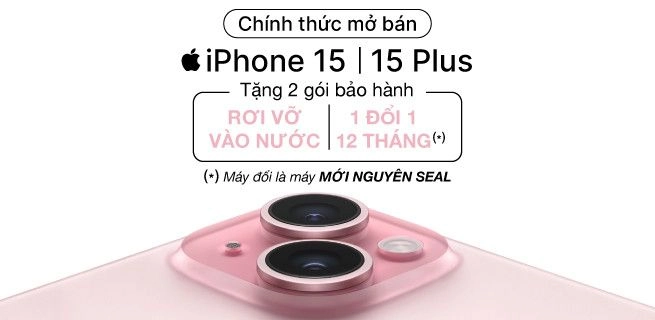 Chính thức mở bán
iPhone 15 | 15 Plus
Tặng 2 gói bảo hành
RƠI VỠ
VÀO NƯỚC
1 ĐỔI 1
12 THÁNG(*)
(*) Máy đổi là máy MỚI NGUYÊN SEAL